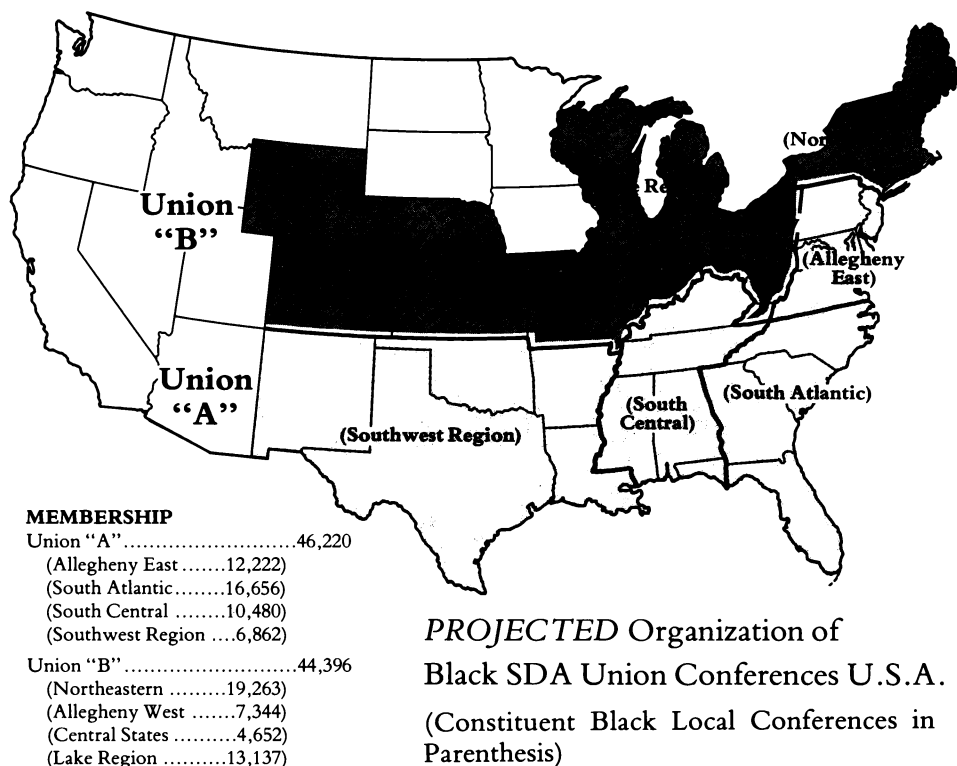 (Nor
e Re
Union
“B”
(Allegheny
East)
Union
“A”
(South Atlantic)
(South
Central)
(Southwest Region)
MEMBERSHIP
Union “A”..........................46,220
(Allegheny East .......12,222)
(South Atlantic........16,656)
(South Central ........10,480)
(Southwest Region ....6,862)
Union “B”..........................44,396
(Northeastern .........19,263)
(Allegheny West .......7,344)
(Central States ..........4,652)
(Lake Region ..........13,137)
PROJECTED Organization of
Black SDA Union Conferences U.S.A.
(Constituent Black Local Conferences in
Parenthesis)